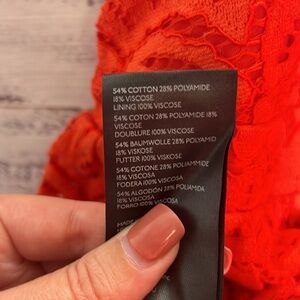 54% COTTON 28% POLYAMIDE
18% VISCOSE
LINING 100% VISCOSE
54% COTON 28% POLYAMIDE 18%
VISCOSE
DOUBLURE 100% VISCOSE
54% BAUMWOLLE 28% POLYAMID
18% VISKOSE
FUTTER 100% VISKOSE
54% COTONE 28% POLIAMMIDE
18% VISCOSA
FODERA 100% VISCOSA
54% ALGODÓN 28% POLIAMIDA
18% VISCOSA
FORRO 100% VISCOSA
MADE